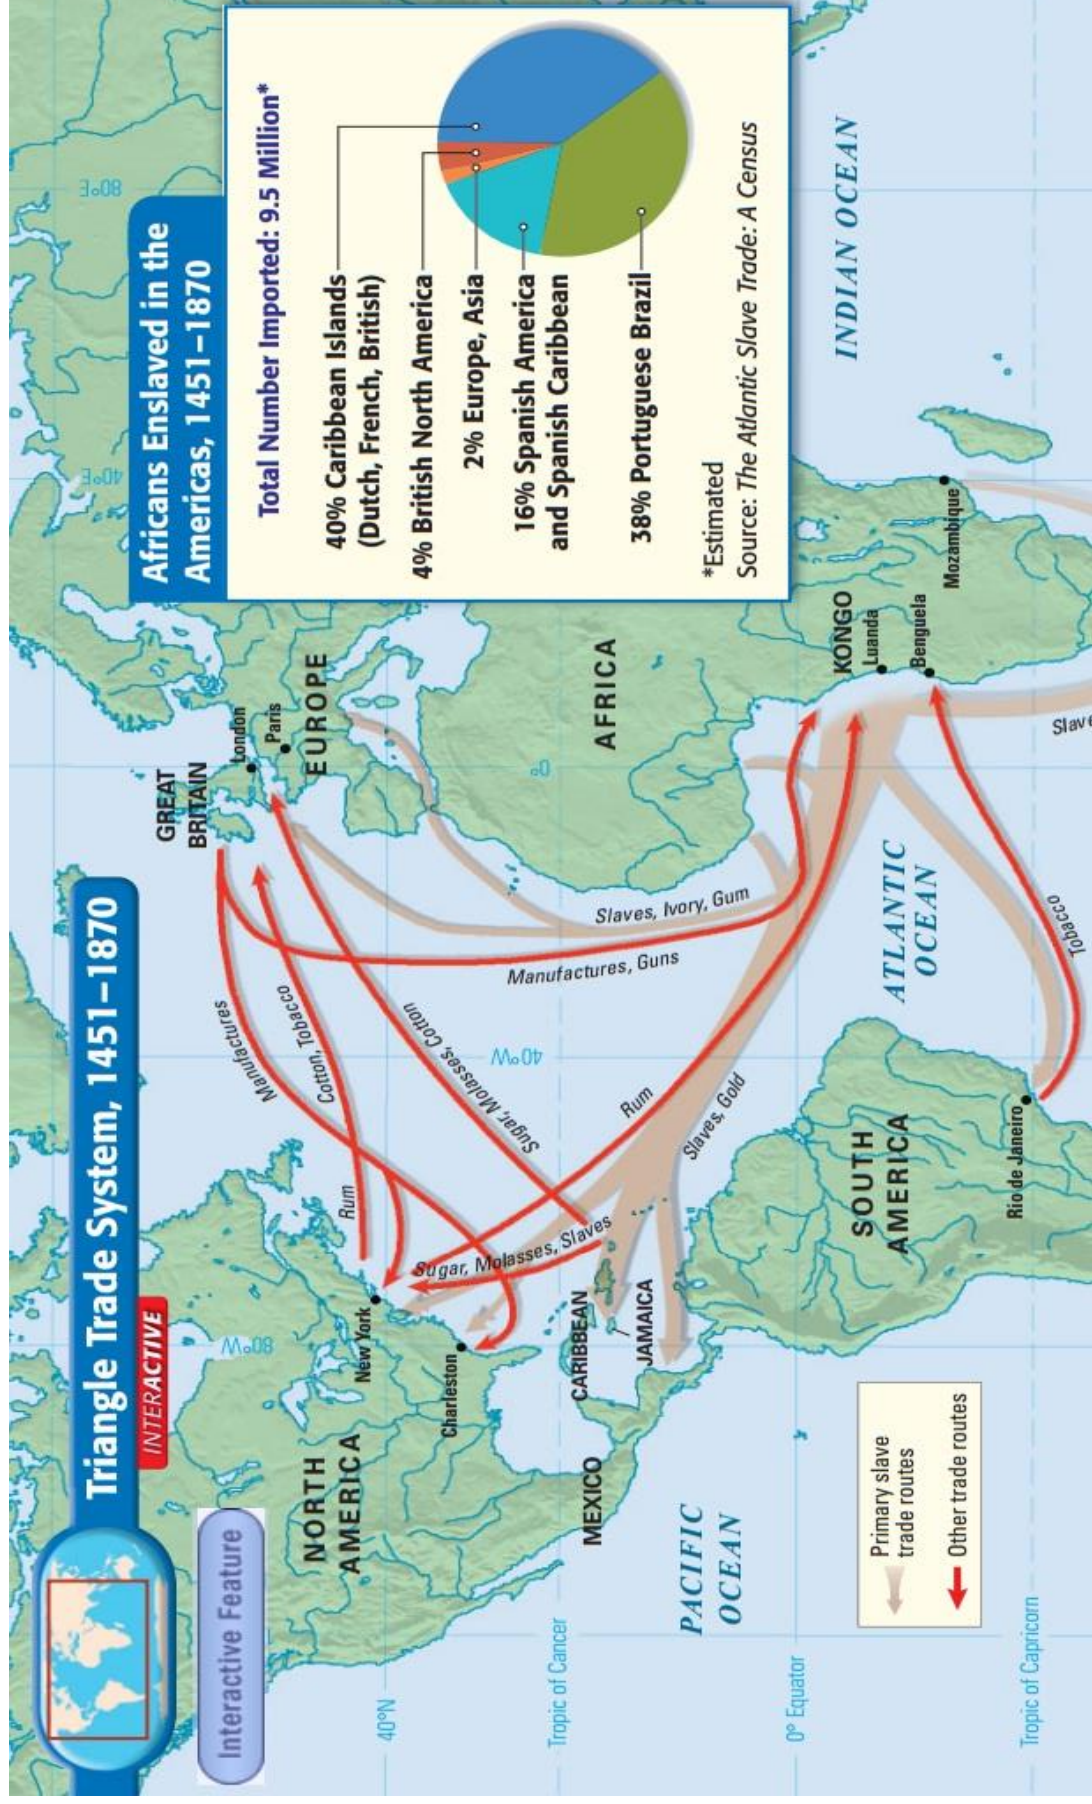 Triangle Trade System, 1451–1870
INTERACTIVE
Interactive Feature
Africans Enslaved in the
Americas, 1451–1870
Total Number Imported: 9.5 Million*
40% Caribbean Islands
(Dutch, French, British)
4% British North America
2% Europe, Asia
16% Spanish America
and Spanish Caribbean
38% Portuguese Brazil
*Estimated
Source: The Atlantic Slave Trade: A Census
80°W
40°W
0°
40°E
80°E
40°N
Tropic of Cancer
0° Equator
Tropic of Capricorn
NORTH
AMERICA
New York
Charleston
MEXICO
CARIBBEAN
JAMAICA
SOUTH
AMERICA
Rio de Janeiro
GREAT
BRITAIN
London
Paris
EUROPE
AFRICA
KONGO
Luanda
Benguela
Mozambique
PACIFIC
OCEAN
ATLANTIC
OCEAN
INDIAN OCEAN
Manufactures
Cotton, Tobacco
Rum
Sugar, Molasses, Cotton
Sugar, Molasses, Slaves
Manufactures, Guns
Slaves, Ivory, Gum
Rum
Slaves, Gold
Tobacco
Slave
Primary slave
trade routes
Other trade routes